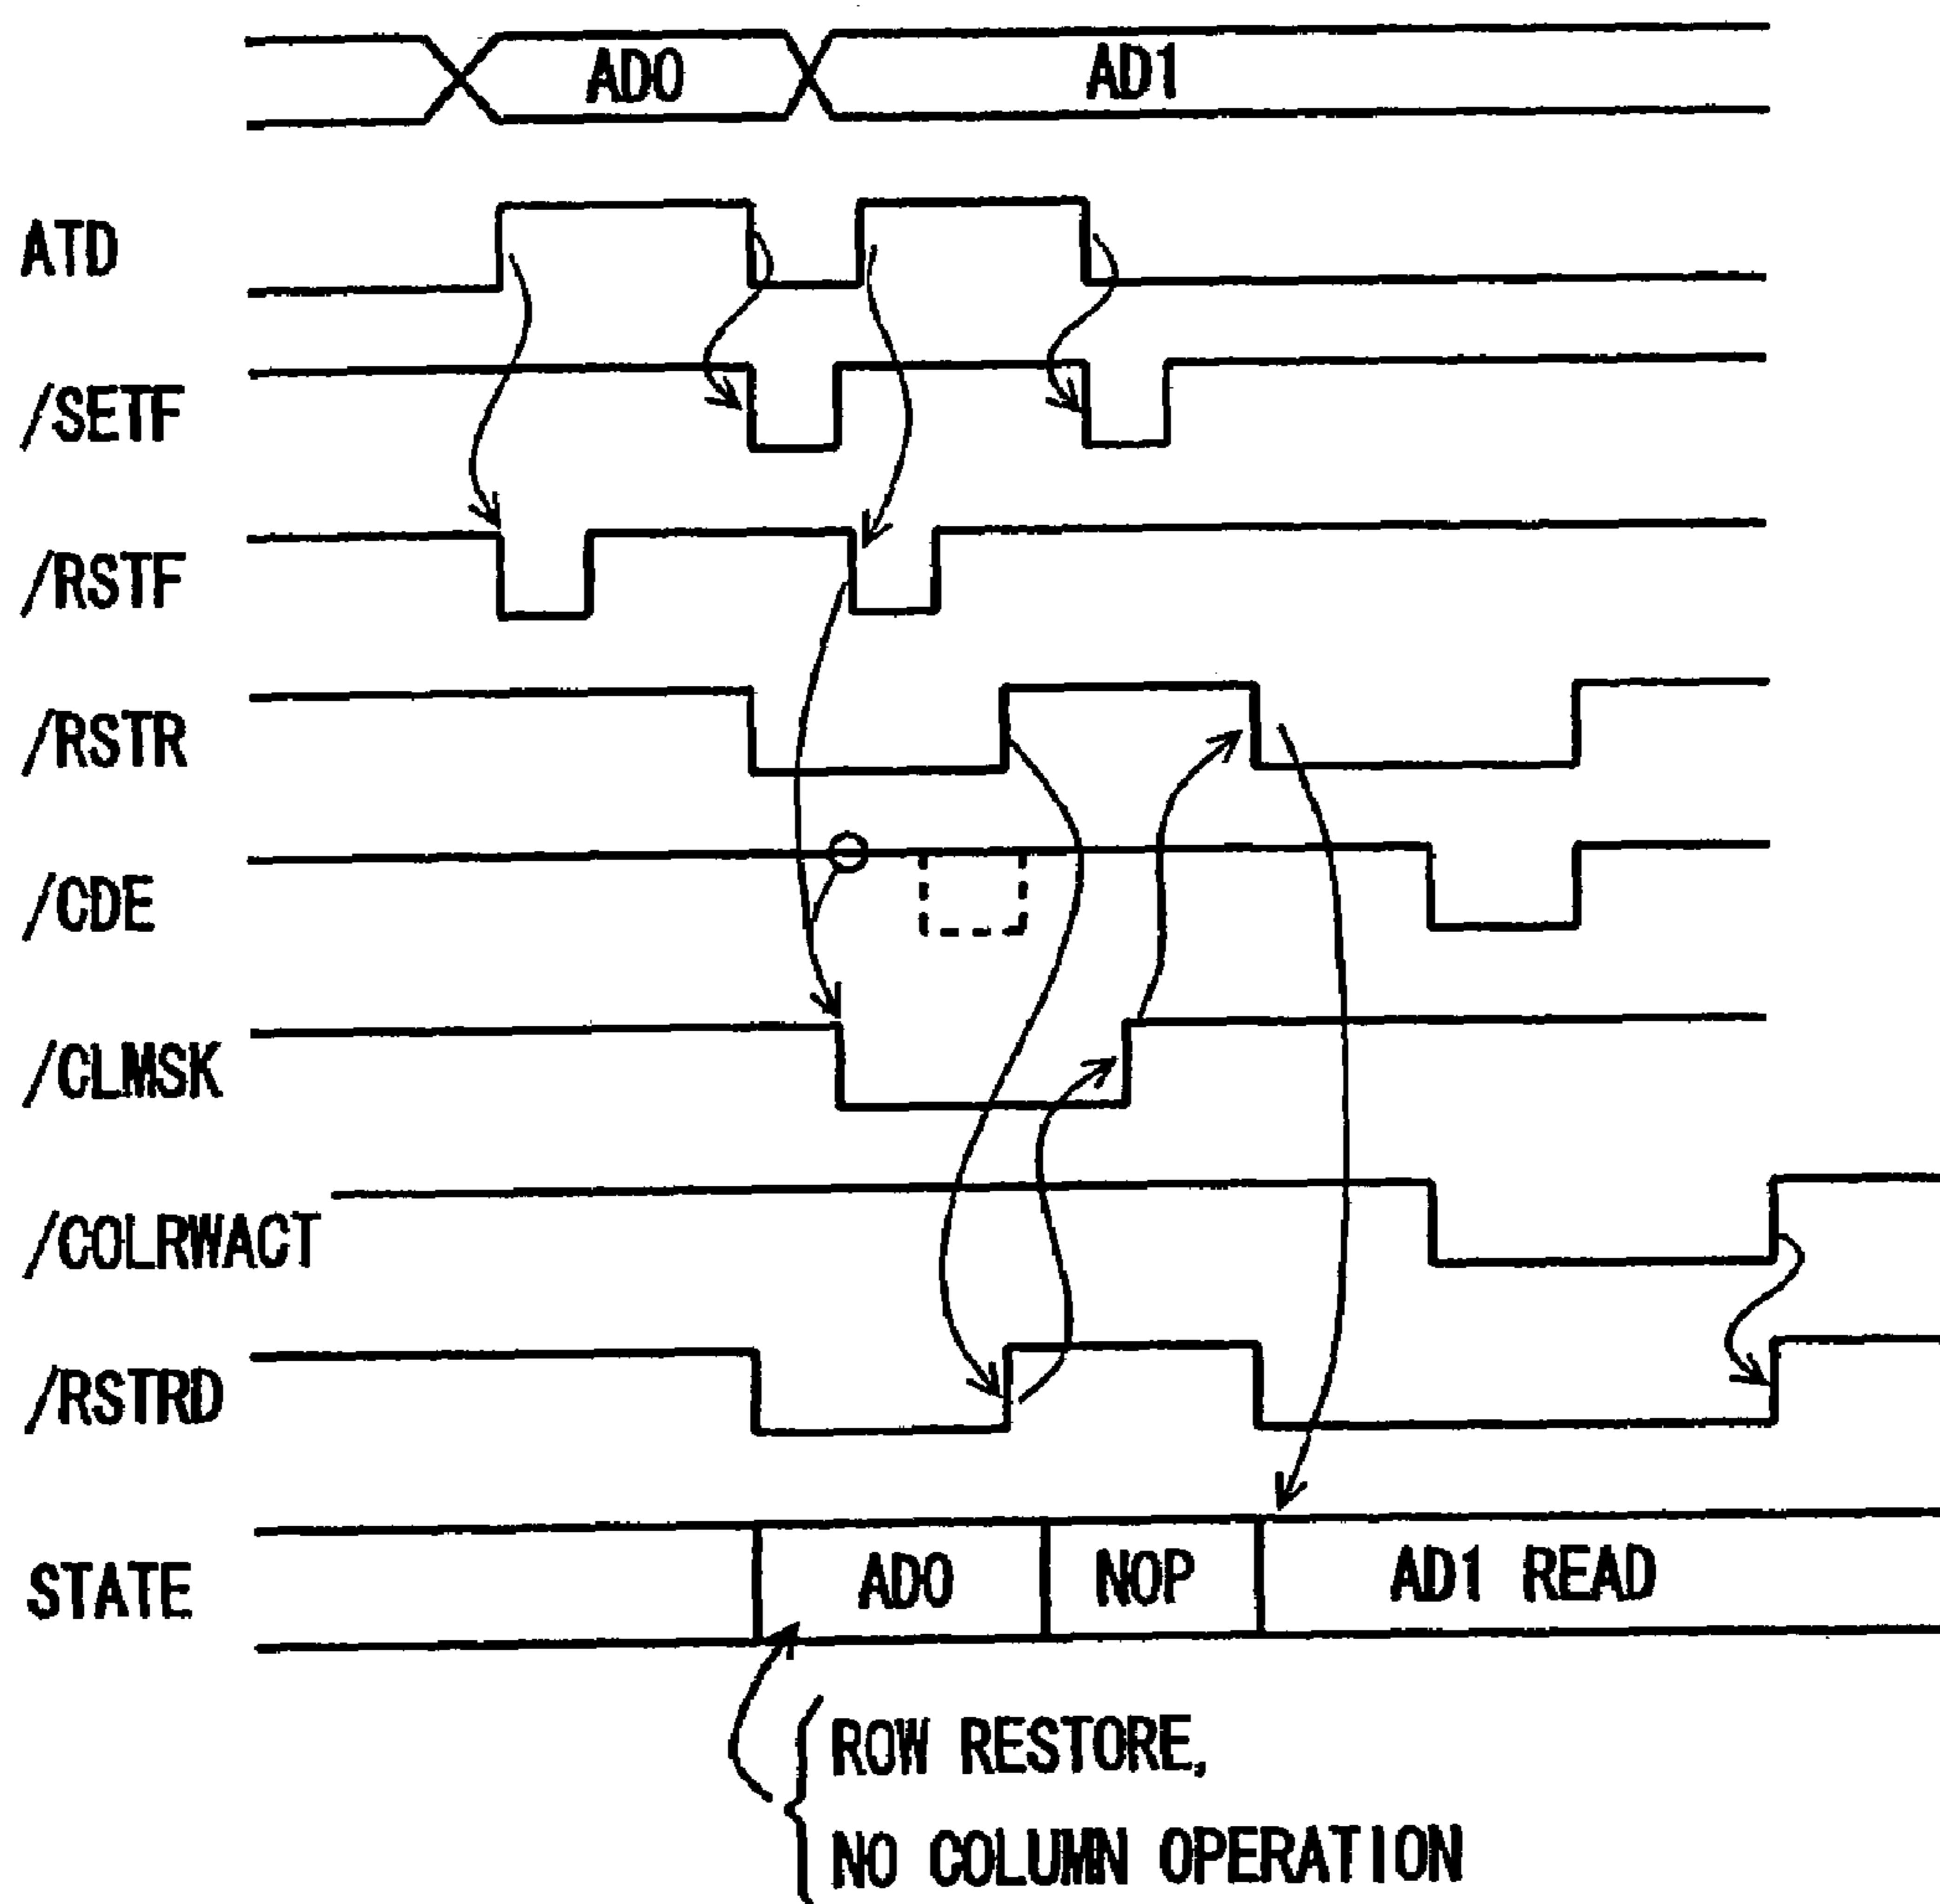 AD0 AD1
ATD
/SETF
/RSTF
/RSTR
/CDE
/CLMSK
/COLRWACT
/RSTRD
STATE AD0 NOP AD1 READ
ROW RESTORE,
NO COLUMN OPERATION